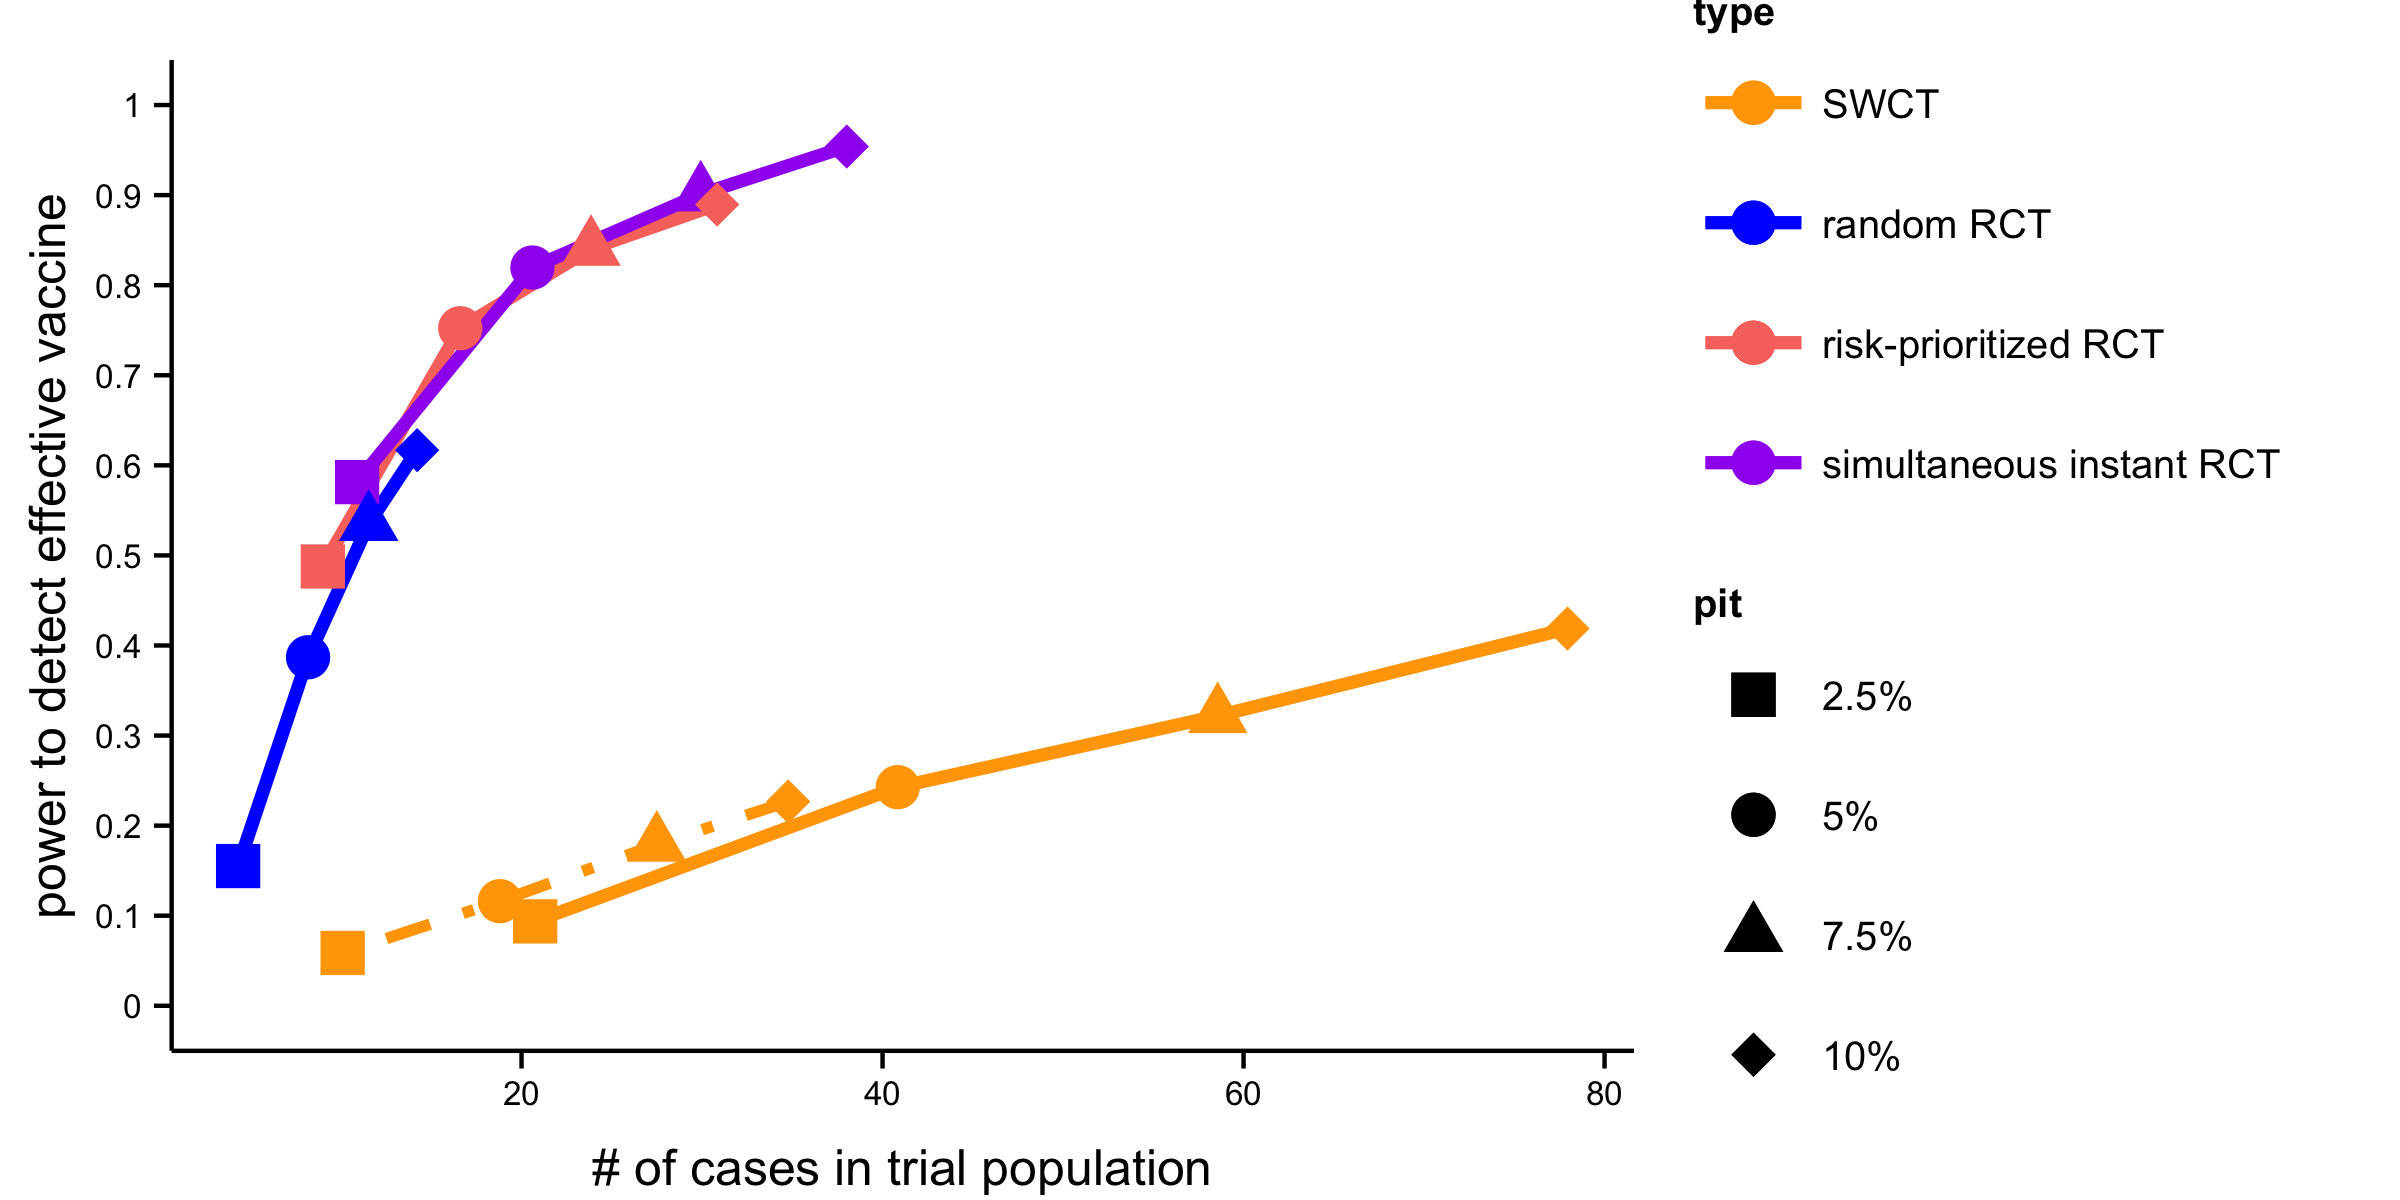 power to detect effective vaccine
1
0.9
0.8
0.7
0.6
0.5
0.4
0.3
0.2
0.1
0
20 40 60 80
# of cases in trial population
type
SWCT
random RCT
risk-prioritized RCT
simultaneous instant RCT
pit
2.5%
5%
7.5%
10%